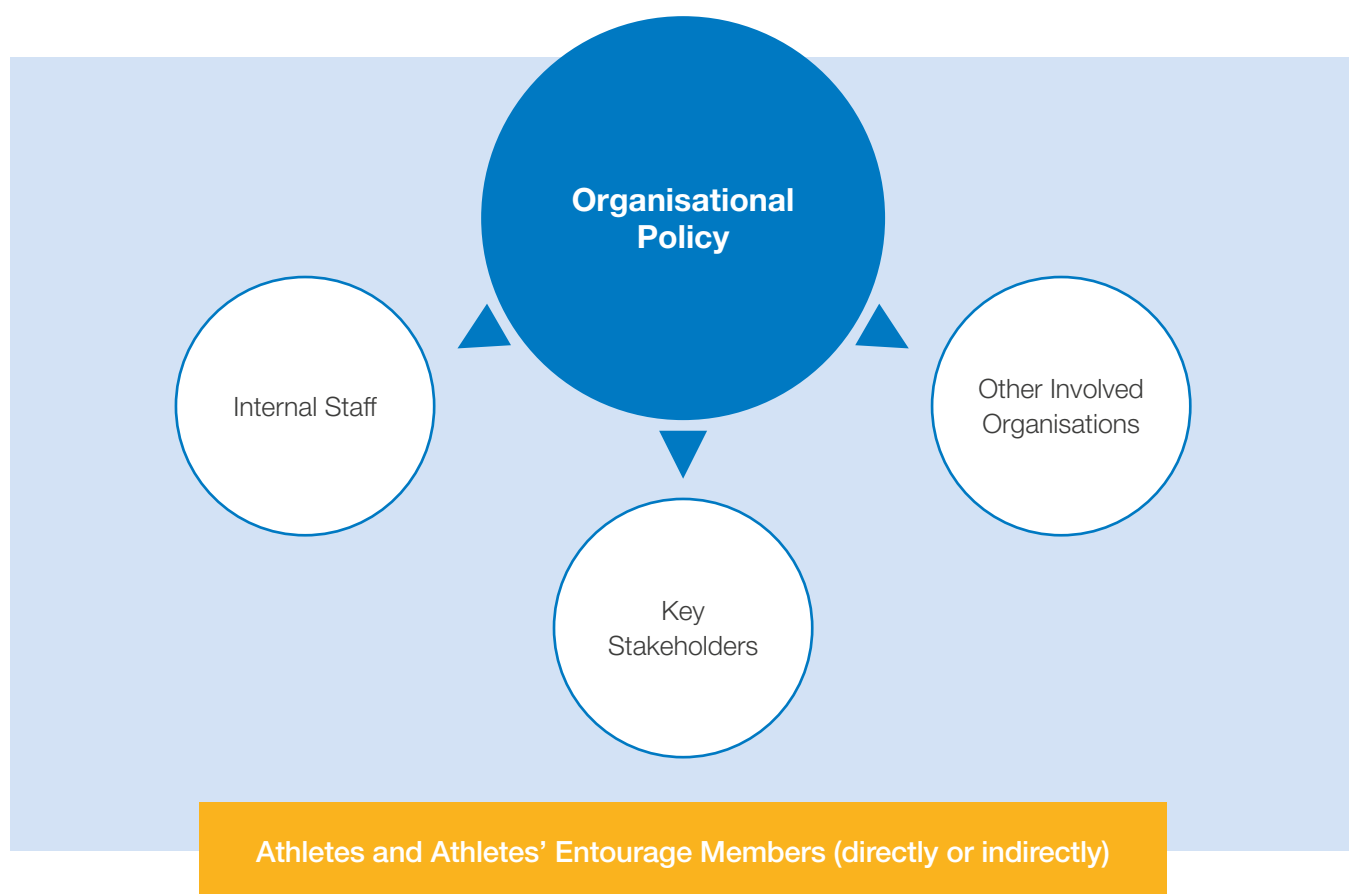 Organisational
Policy
Internal Staff
Other Involved
Organisations
Key
Stakeholders
Athletes and Athletes’ Entourage Members (directly or indirectly)